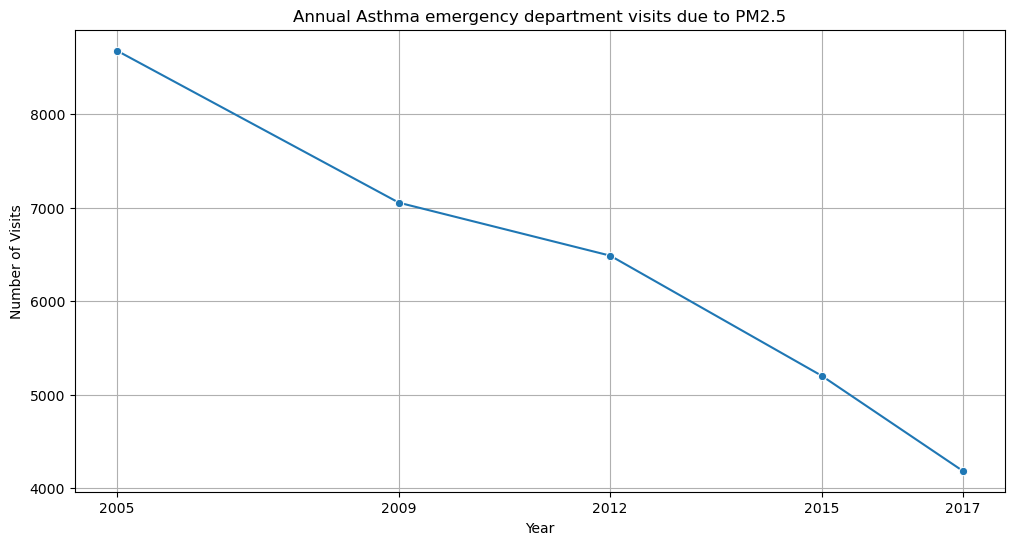 Annual Asthma emergency department visits due to PM2.5
Number of Visits
8000
7000
6000
5000
4000
2005 2009 2012 2015 2017
Year